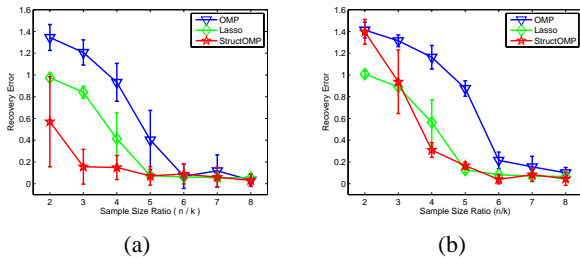 1.6
1.4
1.2
1
0.8
0.6
0.4
0.2
0
Recovery Error
2 3 4 5 6 7 8
Sample Size Ratio ( n / k )
OMP
Lasso
StructOMP
(a)
1.6
1.4
1.2
1
0.8
0.6
0.4
0.2
0
Recovery Error
2 3 4 5 6 7 8
Sample Size Ratio (n/k)
OMP
Lasso
StructOMP
(b)